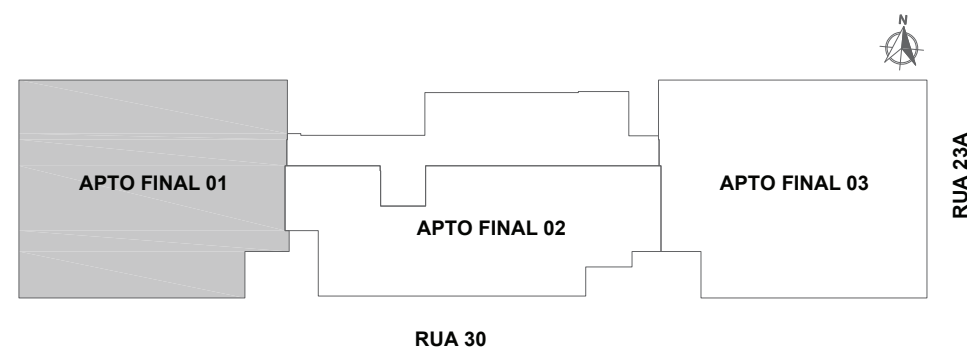 N
APTO FINAL 01
APTO FINAL 02
APTO FINAL 03
RUA 23A
RUA 30